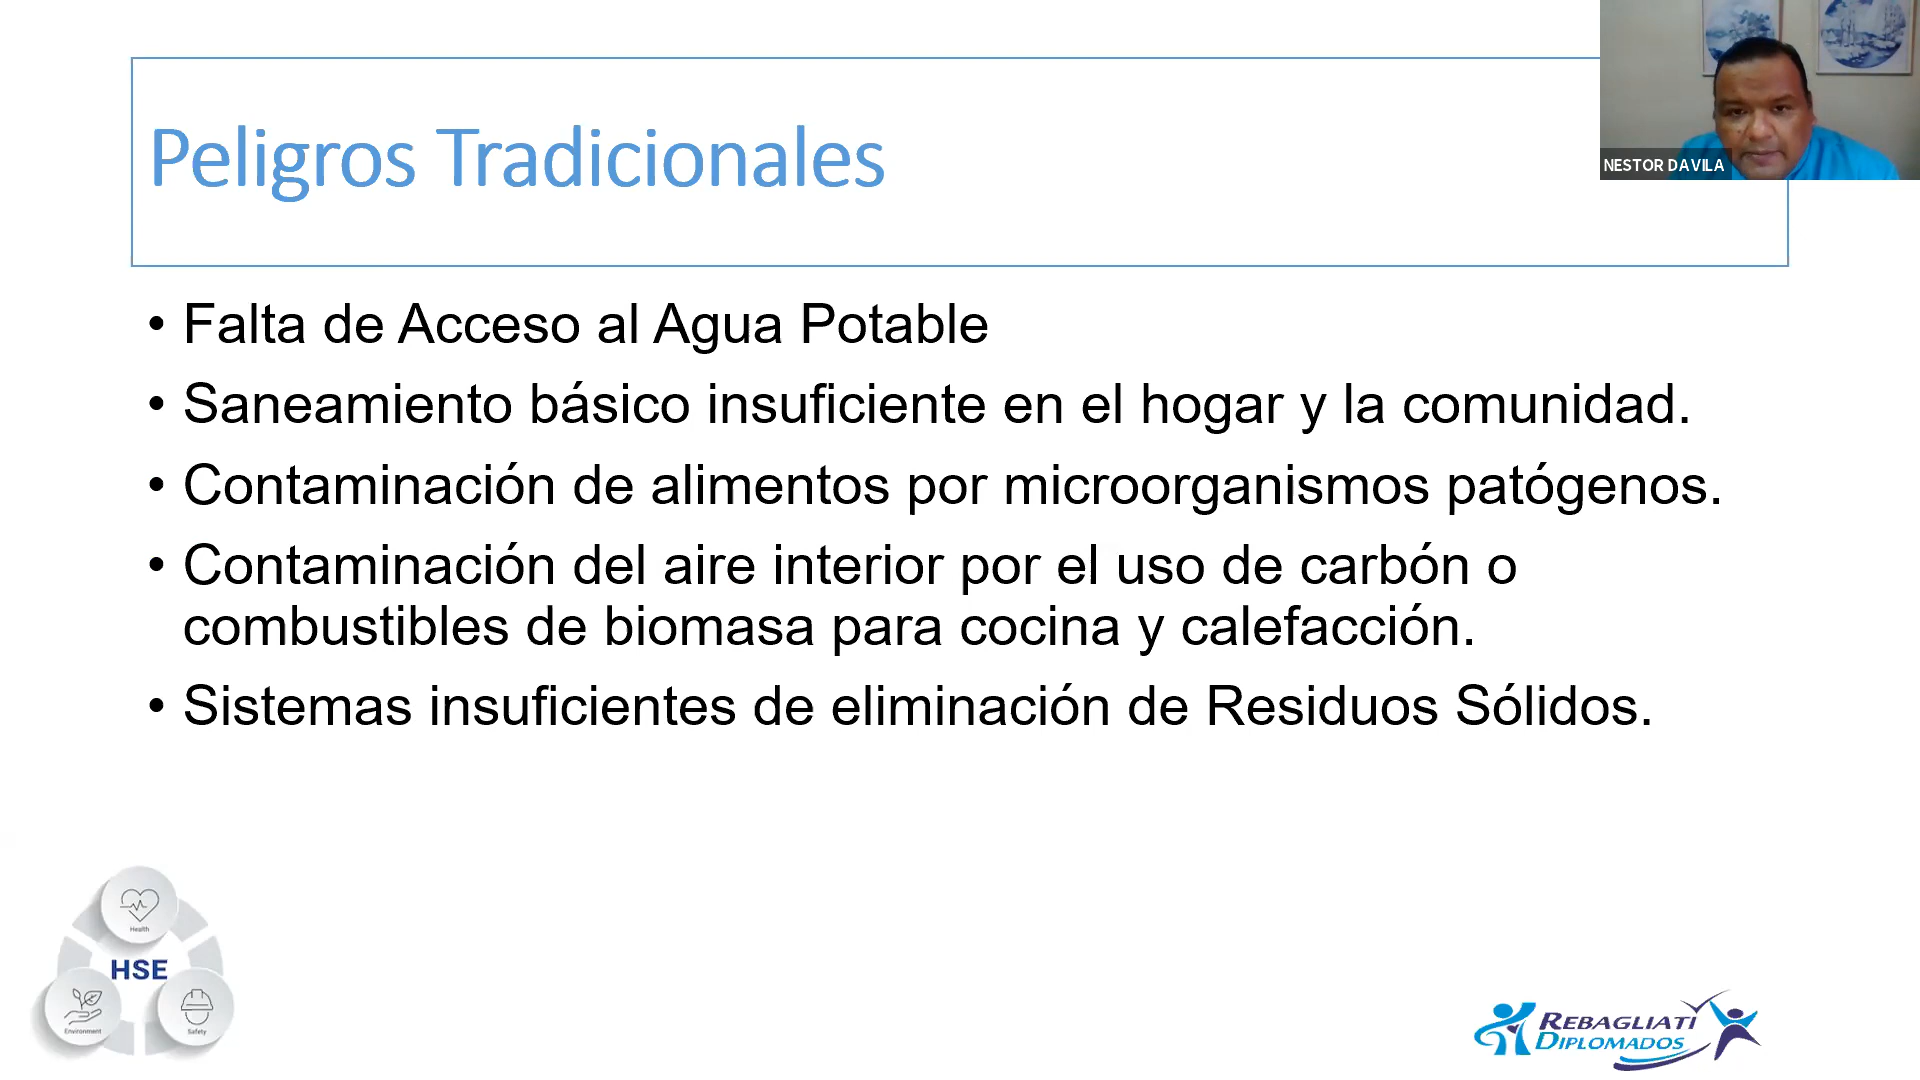 Peligros Tradicionales
NESTOR DAVILA
• Falta de Acceso al Agua Potable
• Saneamiento básico insuficiente en el hogar y la comunidad.
• Contaminación de alimentos por microorganismos patógenos.
• Contaminación del aire interior por el uso de carbón o
combustibles de biomasa para cocina y calefacción.
• Sistemas insuficientes de eliminación de Residuos Sólidos.
Health
HSE
Environment
Safety
REBAGLIATI
DIPLOMADOS